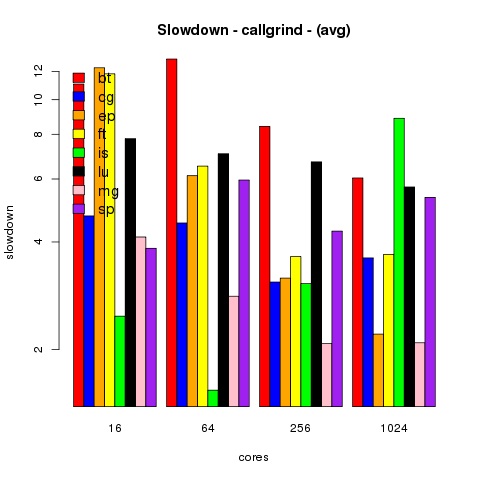 Slowdown - callgrind - (avg)
slowdown
12
10
8
6
4
2
bt
cg
ep
ft
is
lu
mg
sp
16
64
256
1024
cores